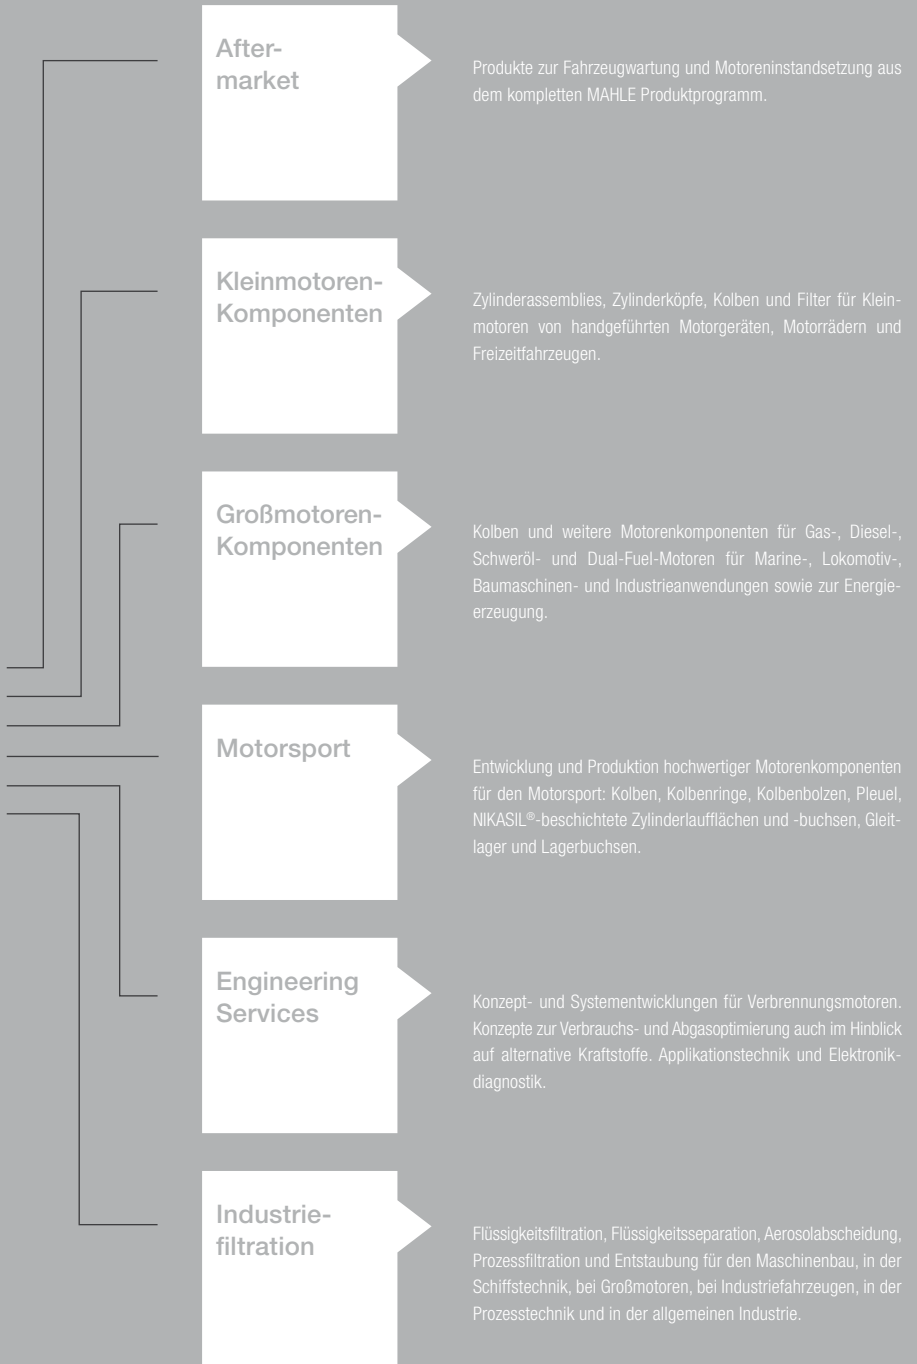 After-
market
Produkte zur Fahrzeugwartung und Motoreninstandsetzung aus
dem kompletten MAHLE Produktprogramm.
Kleinmotoren-
Komponenten
Zylinderassemblies, Zylinderköpfe, Kolben und Filter für Klein-
motoren von handgeführten Motorgeräten, Motorrädern und
Freizeitfahrzeugen.
Großmotoren-
Komponenten
Kolben und weitere Motorenkomponenten für Gas-, Diesel-,
Schweröl- und Dual-Fuel-Motoren für Marine-, Lokomotiv-,
Baumaschinen- und Industrieanwendungen sowie zur Energie-
erzeugung.
Motorsport
Entwicklung und Produktion hochwertiger Motorenkomponenten
für den Motorsport: Kolben, Kolbenringe, Kolbenbolzen, Pleuel,
NIKASIL®-beschichtete Zylinderlaufflächen und -buchsen, Gleit-
lager und Lagerbuchsen.
Engineering
Services
Konzept- und Systementwicklungen für Verbrennungsmotoren.
Konzepte zur Verbrauchs- und Abgasoptimierung auch im Hinblick
auf alternative Kraftstoffe. Applikationstechnik und Elektronik-
diagnostik.
Industrie-
filtration
Flüssigkeitsfiltration, Flüssigkeitsseparation, Aerosolabscheidung,
Prozessfiltration und Entstaubung für den Maschinenbau, in der
Schiffstechnik, bei Großmotoren, bei Industriefahrzeugen, in der
Prozesstechnik und in der allgemeinen Industrie.